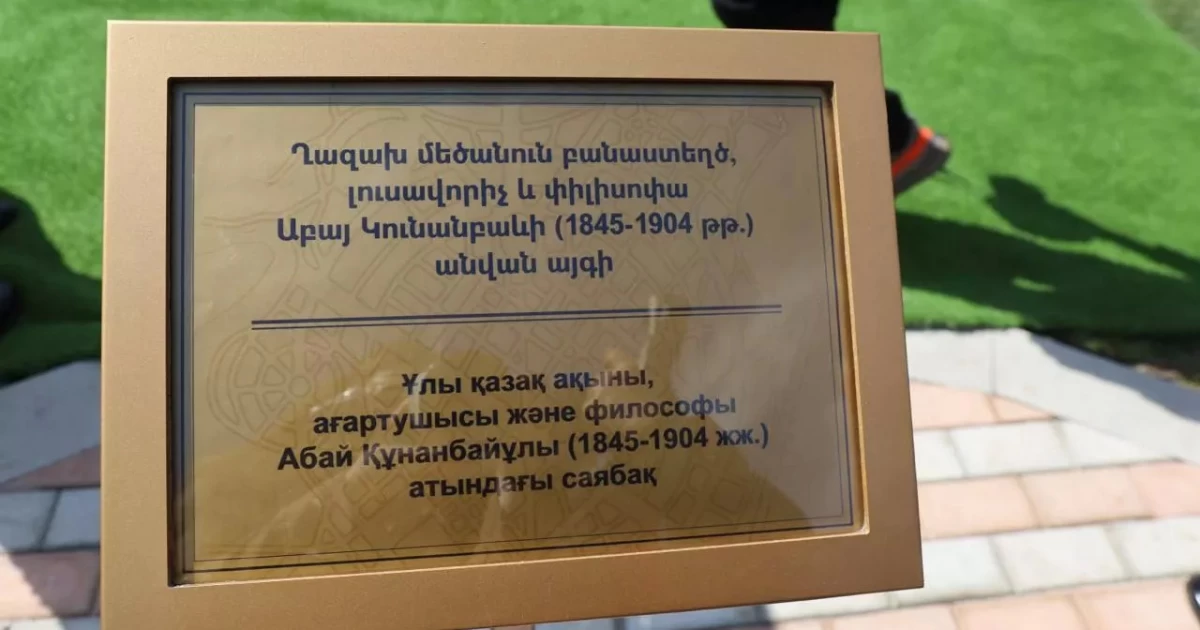 Ղազախ մեծանուն բանաստեղծ,
լուսավորիչ և փիլիսոփա
Աբայ Կունանբաևի (1845-1904 թթ.)
անվան այգի
Ұлы қазақ ақыны,
ағартушысы және философы
Абай Құнанбайұлы (1845-1904 жж.)
атындағы саябақ